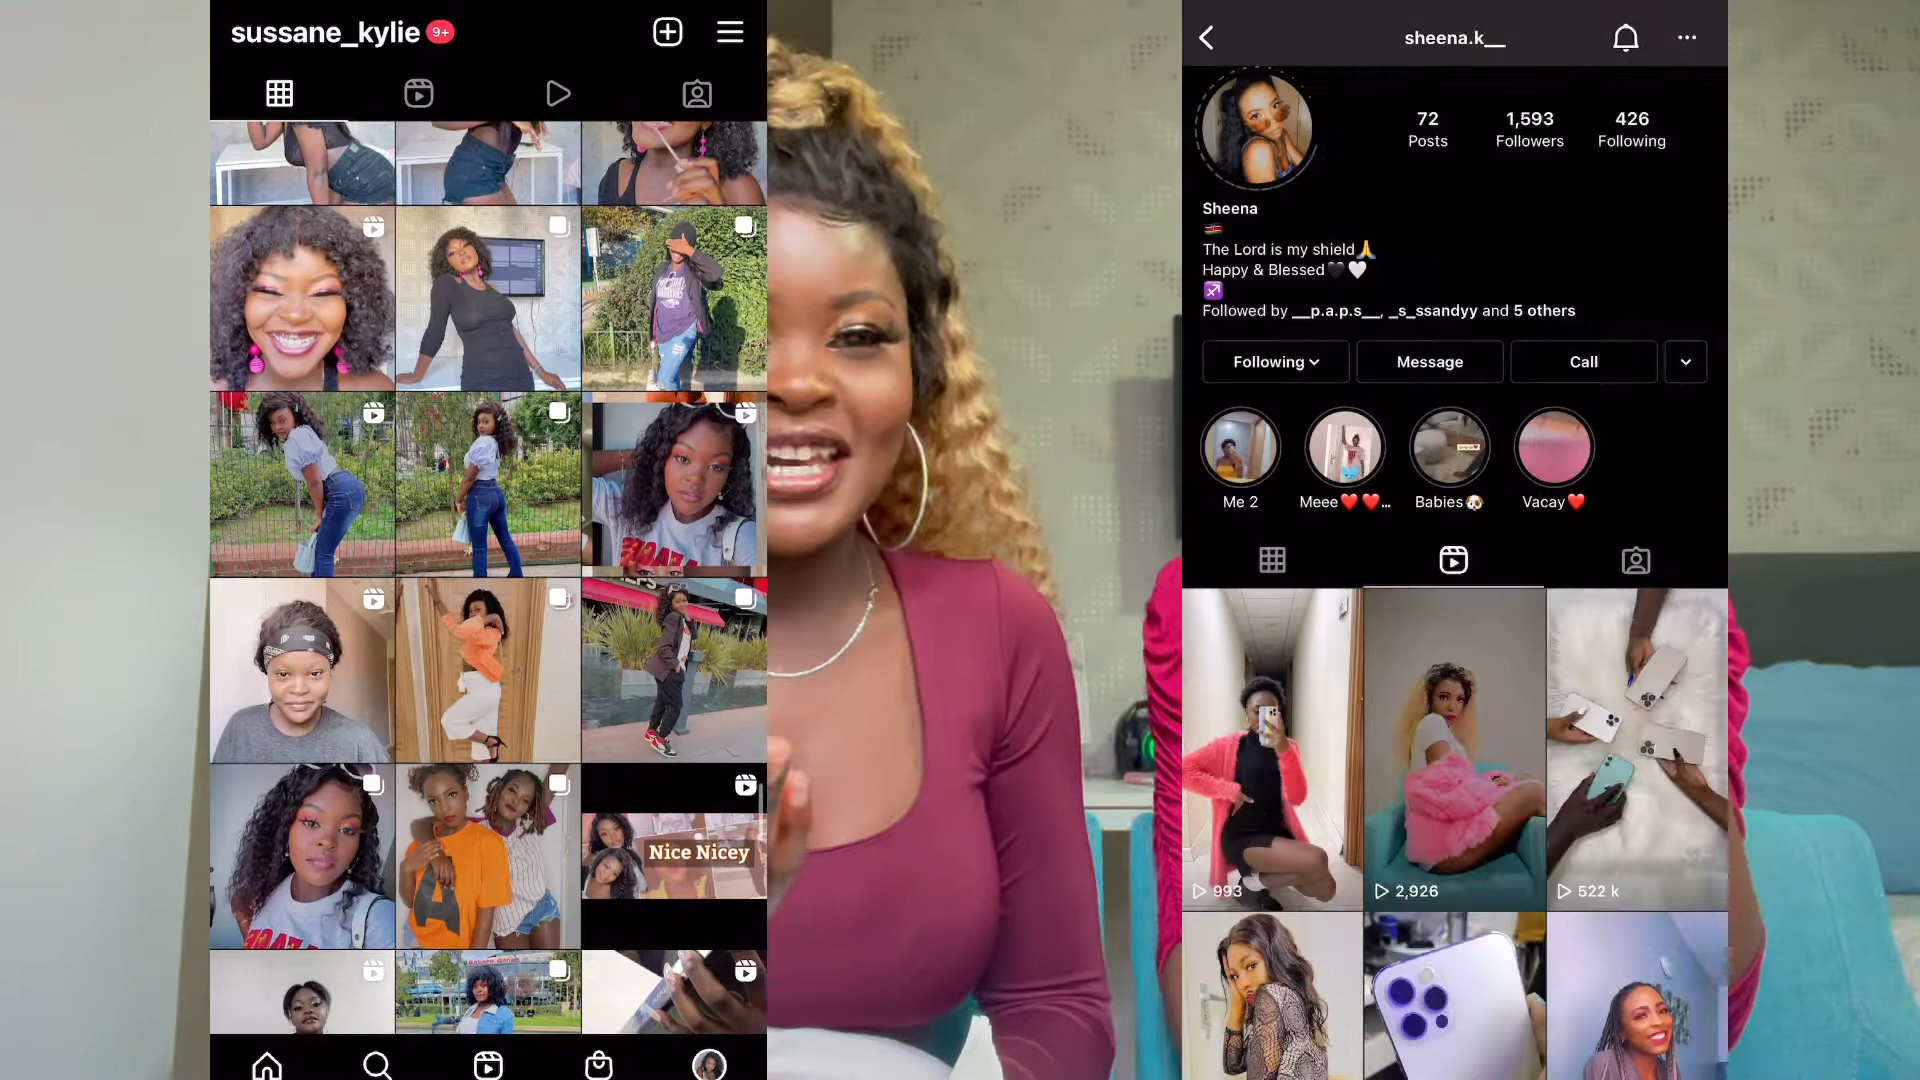 sussane_kylie 9+
Nice Nicey
sheena.k__
72
Posts
1,593
Followers
426
Following
Sheena
The Lord is my shield🙏
Happy & Blessed🖤🤍
♐
Followed by __p.a.p.s__, _s_ssandyy and 5 others
Following
Message
Call
Me 2
Meee❤️❤️...
Babies🐶
Vacay❤️
993
2,926
522 k
A